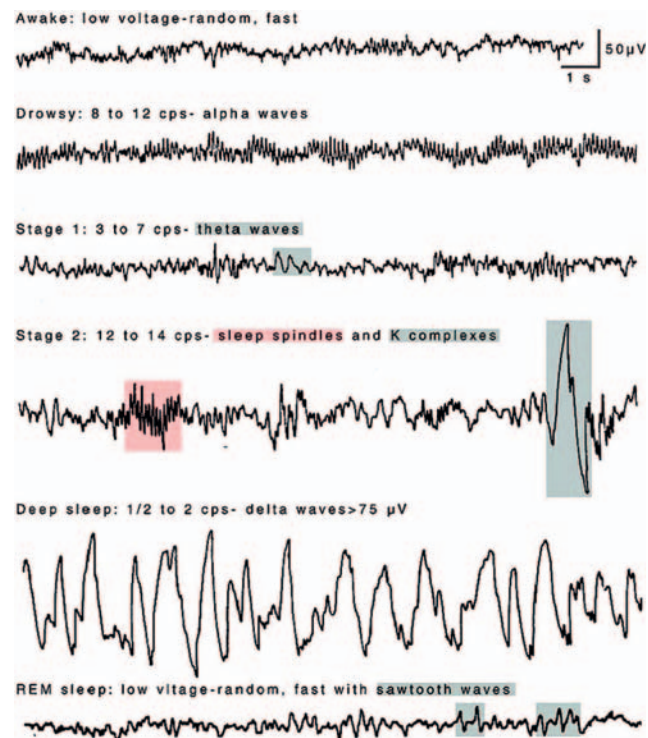 Awake: low voltage-random, fast
50µV
1 s
Drowsy: 8 to 12 cps- alpha waves
Stage 1: 3 to 7 cps- theta waves
Stage 2: 12 to 14 cps- sleep spindles and K complexes
Deep sleep: 1/2 to 2 cps- delta waves>75 µV
REM sleep: low vltage-random, fast with sawtooth waves